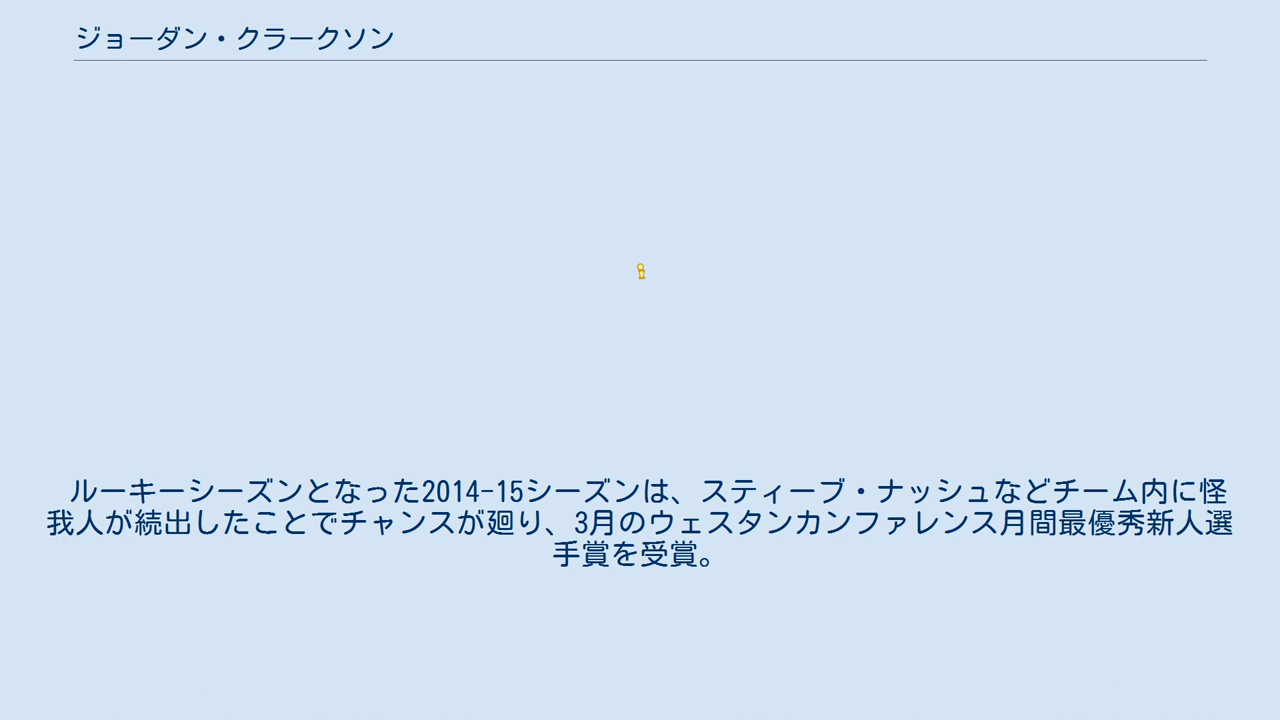 ジョーダン・クラークソン
ルーキーシーズンとなった2014-15シーズンは、スティーブ・ナッシュなどチーム内に怪
我人が続出したことでチャンスが廻り、3月のウェスタンカンファレンス月間最優秀新人選
手賞を受賞。